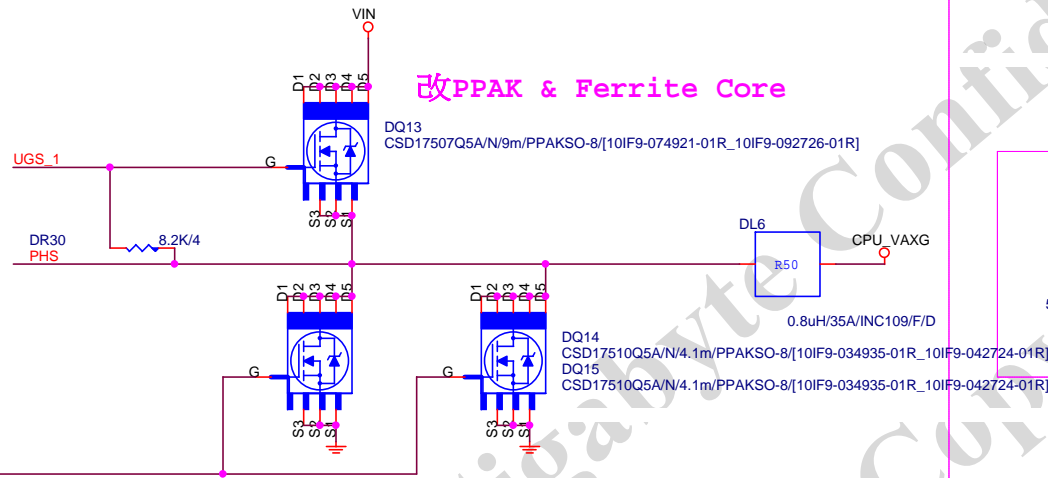 VIN
D1
D2
D3
D4
D5
改PPAK & Ferrite Core
DQ13
CSD17507Q5A/N/9m/PPAKSO-8/[10IF9-074921-01R_10IF9-092726-01R]
UGS_1
G
S3
S2
S1
DR30
8.2K/4
PHS
DL6
R50
CPU_VAXG
0.8uH/35A/INC109/F/D
D1
D2
D3
D4
D5
D1
D2
D3
D4
D5
DQ14
CSD17510Q5A/N/4.1m/PPAKSO-8/[10IF9-034935-01R_10IF9-042724-01R]
DQ15
CSD17510Q5A/N/4.1m/PPAKSO-8/[10IF9-034935-01R_10IF9-042724-01R]
G
G
S3
S2
S1
S3
S2
S1
Gigabyte Confid
Cop